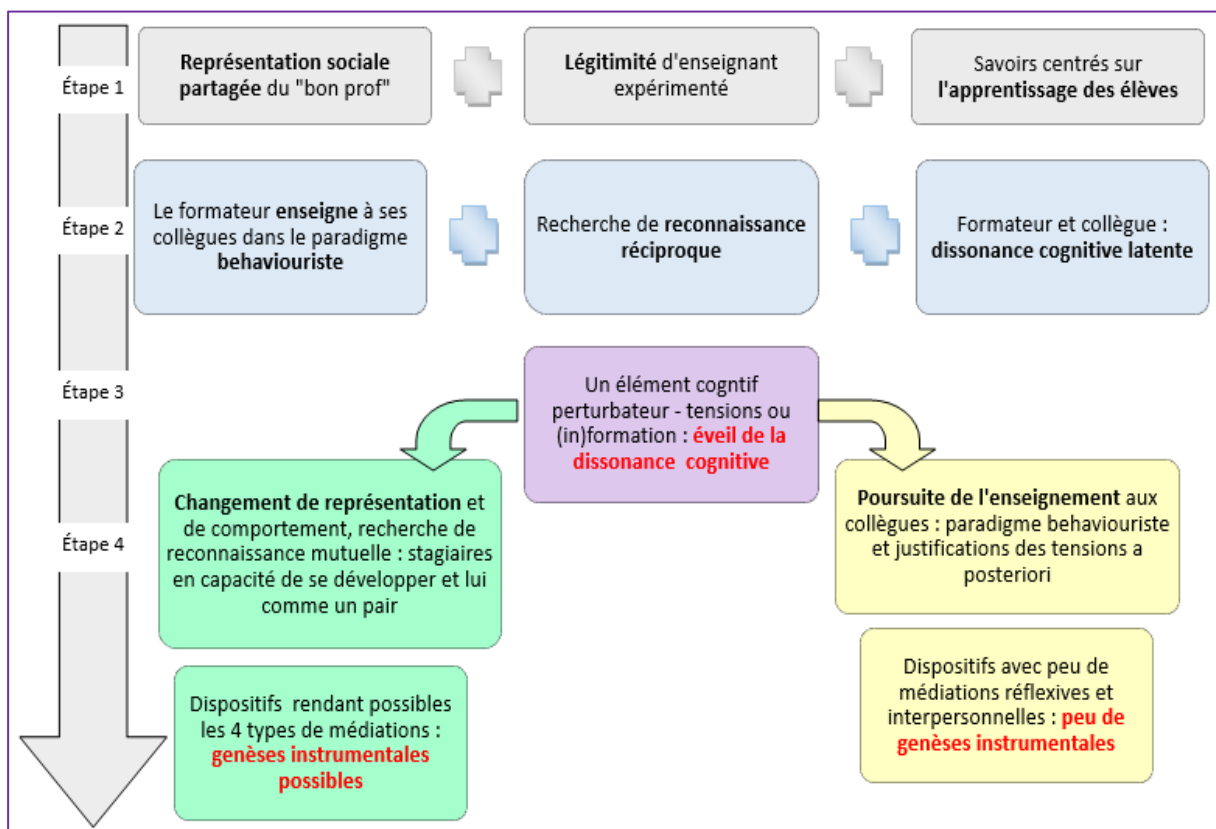 Étape 1
Représentation sociale
partagée du "bon prof"
Légitimité d'enseignant
expérimenté
Savoirs centrés sur
l'apprentissage des élèves
Étape 2
Le formateur enseigne à ses
collègues dans le paradigme
behaviouriste
Recherche de reconnaissance
réciproque
Formateur et collègue :
dissonance cognitive latente
Étape 3
Un élément cogntif
perturbateur - tensions ou
(in)formation : éveil de la
dissonance cognitive
Étape 4
Changement de représentation et
de comportement, recherche de
reconnaissance mutuelle : stagiaires
en capacité de se développer et lui
comme un pair
Poursuite de l'enseignement aux
collègues : paradigme behaviouriste
et justifications des tensions a
posteriori
Dispositifs rendant possibles
les 4 types de médiations :
genèses instrumentales
possibles
Dispositifs avec peu de
médiations réflexives et
interpersonnelles : peu de
genèses instrumentales